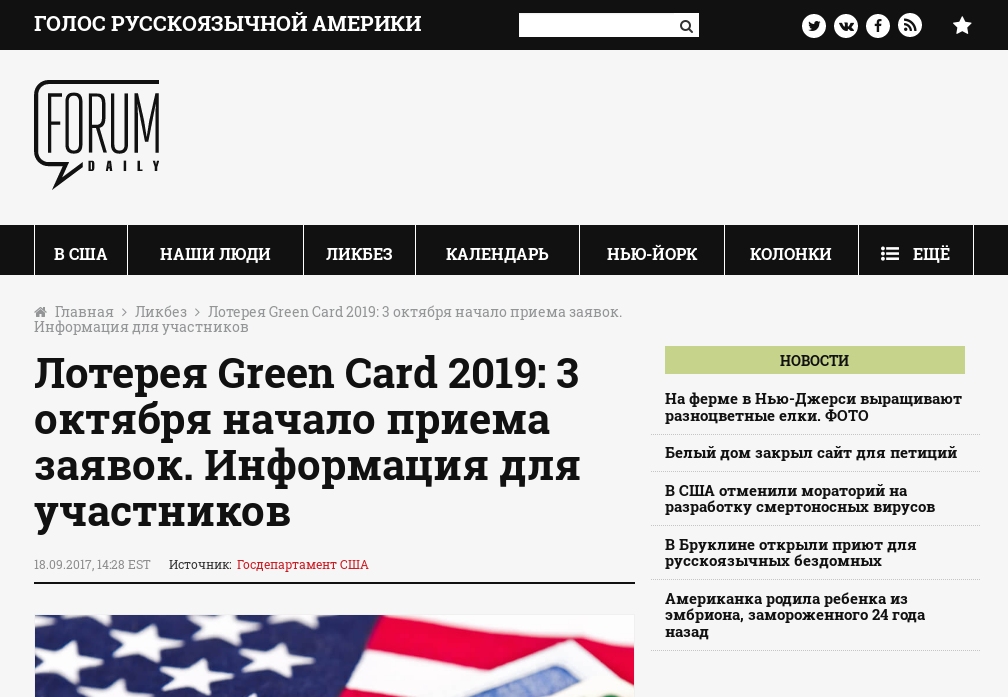 ГОЛОС РУССКОЯЗЫЧНОЙ АМЕРИКИ
FORUM
DAILY
В США
НАШИ ЛЮДИ
ЛИКБЕЗ
КАЛЕНДАРЬ
НЬЮ-ЙОРК
КОЛОНКИ
ЕЩЁ
Главная > Ликбез > Лотерея Green Card 2019: 3 октября начало приема заявок.
Информация для участников
Лотерея Green Card 2019: 3
октября начало приема
заявок. Информация для
участников
18.09.2017, 14:28 EST Источник: Госдепартамент США
НОВОСТИ
На ферме в Нью-Джерси выращивают
разноцветные елки. ФОТО
Белый дом закрыл сайт для петиций
В США отменили мораторий на
разработку смертоносных вирусов
В Бруклине открыли приют для
русскоязычных бездомных
Американка родила ребенка из
эмбриона, замороженного 24 года
назад